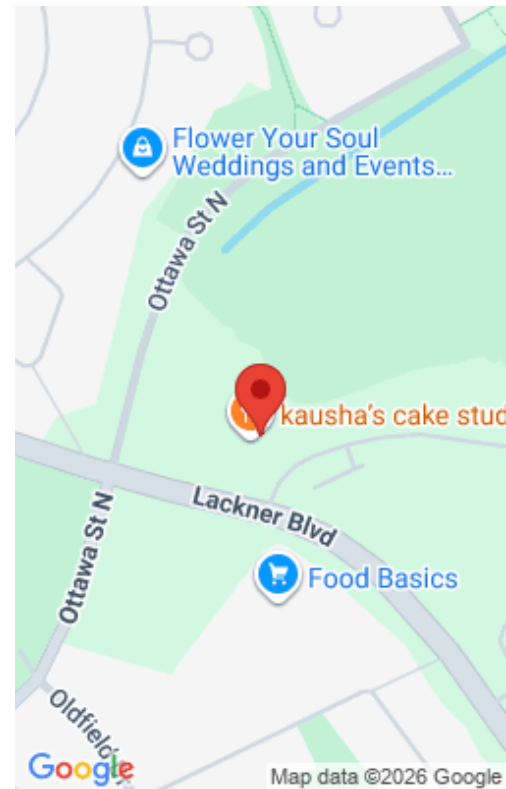 Flower Your Soul
Weddings and Events...
Ottawa St N
kausha's cake stud
Lackner Blvd
Ottawa St N
Food Basics
Oldfield
Google
Map data ©2026 Google